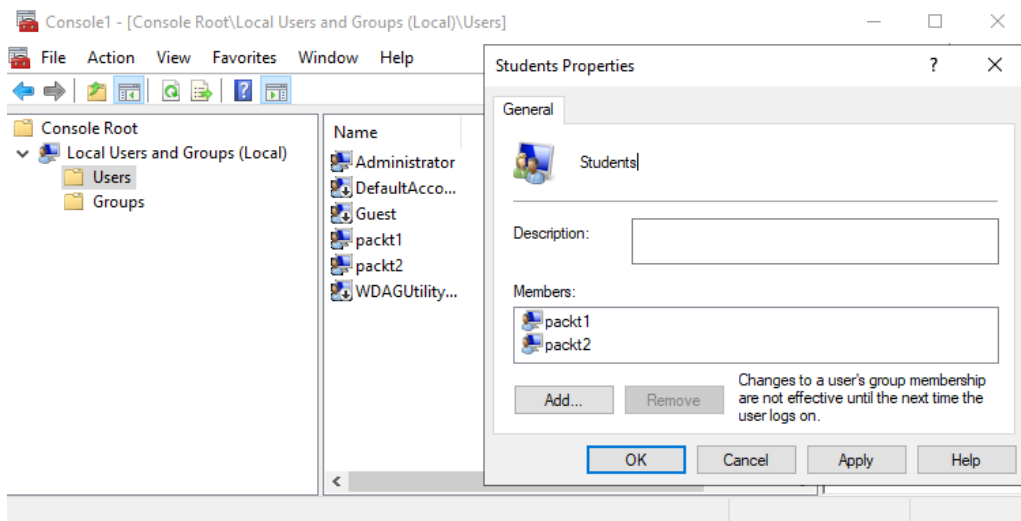 Console1 - [Console Root\Local Users and Groups (Local)\Users]
File Action View Favorites Window Help
Console Root
Local Users and Groups (Local)
Users
Groups
Name
Administrator
DefaultAcco...
Guest
packt1
packt2
WDAGUtility...
Students Properties
General
Students
Description:
Members:
packt1
packt2
Add...
Remove
Changes to a user's group membership
are not effective until the next time the
user logs on.
OK
Cancel
Apply
Help